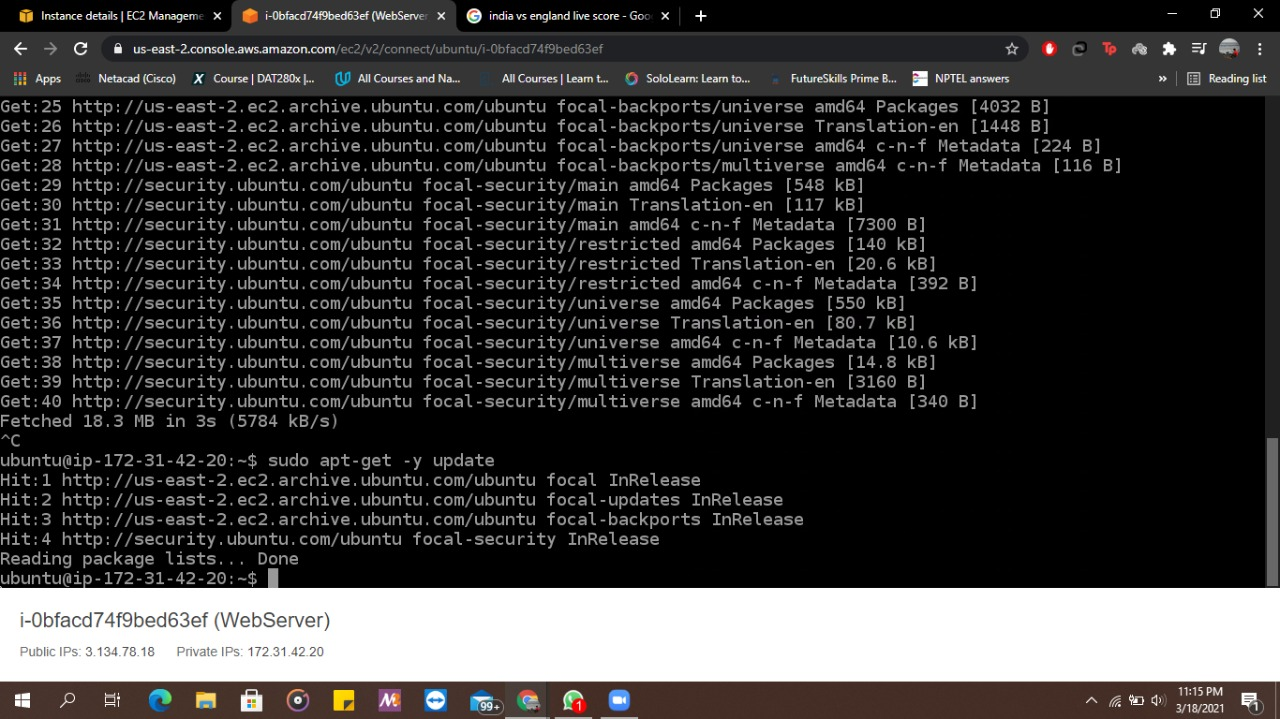 Instance details | EC2 Manageme
i-0bfacd74f9bed63ef (WebServer
india vs england live score - Goo
us-east-2.console.aws.amazon.com/ec2/v2/connect/ubuntu/i-0bfacd74f9bed63ef
Apps
Netacad (Cisco)
Course | DAT280x |...
All Courses and Na...
All Courses | Learn t...
SoloLearn: Learn to...
FutureSkills Prime B...
NPTEL answers
»
Reading list
Get:25 http://us-east-2.ec2.archive.ubuntu.com/ubuntu focal-backports/universe amd64 Packages [4032 B]
Get:26 http://us-east-2.ec2.archive.ubuntu.com/ubuntu focal-backports/universe Translation-en [1448 B]
Get:27 http://us-east-2.ec2.archive.ubuntu.com/ubuntu focal-backports/universe amd64 c-n-f Metadata [224 B]
Get:28 http://us-east-2.ec2.archive.ubuntu.com/ubuntu focal-backports/multiverse amd64 c-n-f Metadata [116 B]
Get:29 http://security.ubuntu.com/ubuntu focal-security/main amd64 Packages [548 kB]
Get:30 http://security.ubuntu.com/ubuntu focal-security/main Translation-en [117 kB]
Get:31 http://security.ubuntu.com/ubuntu focal-security/main amd64 c-n-f Metadata [7300 B]
Get:32 http://security.ubuntu.com/ubuntu focal-security/restricted amd64 Packages [140 kB]
Get:33 http://security.ubuntu.com/ubuntu focal-security/restricted Translation-en [20.6 kB]
Get:34 http://security.ubuntu.com/ubuntu focal-security/restricted amd64 c-n-f Metadata [392 B]
Get:35 http://security.ubuntu.com/ubuntu focal-security/universe amd64 Packages [550 kB]
Get:36 http://security.ubuntu.com/ubuntu focal-security/universe Translation-en [80.7 kB]
Get:37 http://security.ubuntu.com/ubuntu focal-security/universe amd64 c-n-f Metadata [10.6 kB]
Get:38 http://security.ubuntu.com/ubuntu focal-security/multiverse amd64 Packages [14.8 kB]
Get:39 http://security.ubuntu.com/ubuntu focal-security/multiverse Translation-en [3160 B]
Get:40 http://security.ubuntu.com/ubuntu focal-security/multiverse amd64 c-n-f Metadata [340 B]
Fetched 18.3 MB in 3s (5784 kB/s)
^C
ubuntu@ip-172-31-42-20:~$ sudo apt-get -y update
Hit:1 http://us-east-2.ec2.archive.ubuntu.com/ubuntu focal InRelease
Hit:2 http://us-east-2.ec2.archive.ubuntu.com/ubuntu focal-updates InRelease
Hit:3 http://us-east-2.ec2.archive.ubuntu.com/ubuntu focal-backports InRelease
Hit:4 http://security.ubuntu.com/ubuntu focal-security InRelease
Reading package lists... Done
ubuntu@ip-172-31-42-20:~$
i-0bfacd74f9bed63ef (WebServer)
Public IPs: 3.134.78.18 Private IPs: 172.31.42.20
99+
1
11:15 PM
3/18/2021
1